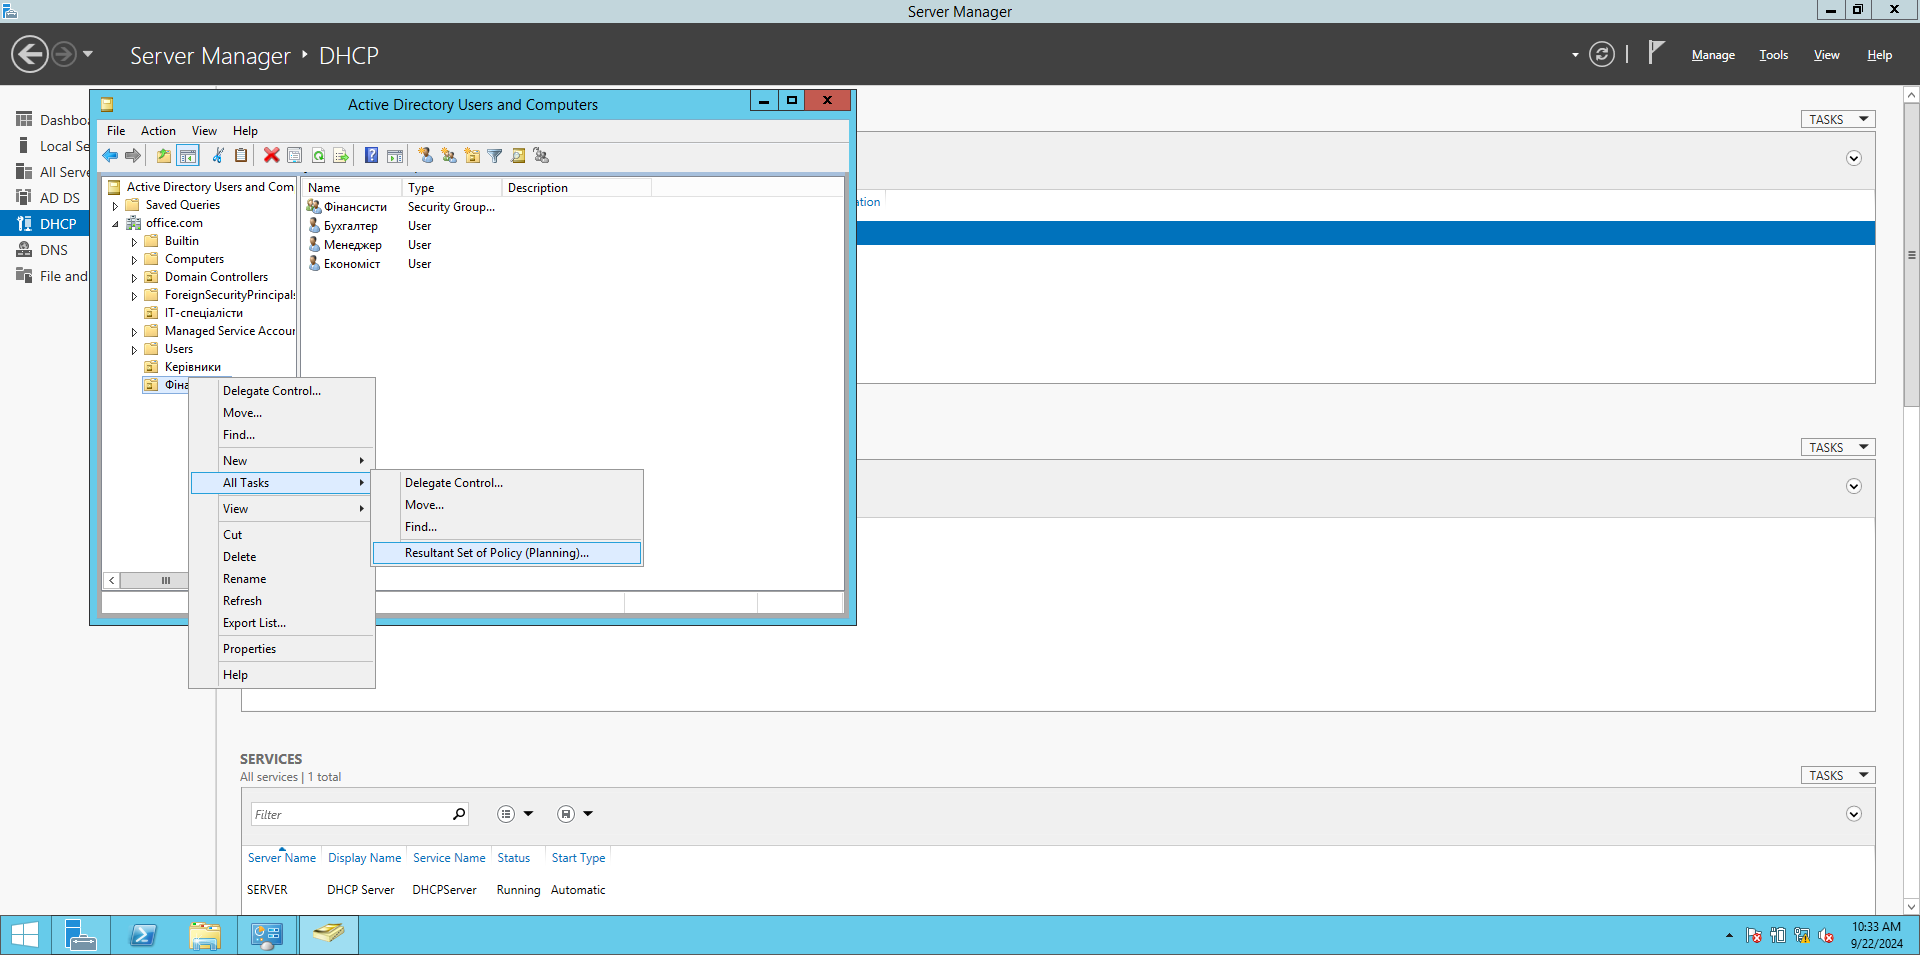 Server Manager
Server Manager DHCP
Manage Tools View Help
Dashbo
Local Se
All Serve
AD DS
DHCP
DNS
File and
TASKS
ation
Active Directory Users and Computers
File Action View Help
Active Directory Users and Com
Saved Queries
office.com
Builtin
Computers
Domain Controllers
ForeignSecurityPrincipals
ІТ-спеціалісти
Managed Service Accour
Users
Керівники
Фіна
Name Type Description
Фінансисти Security Group...
Бухгалтер User
Менеджер User
Економіст User
Delegate Control...
Move...
Find...
New
All Tasks
View
Cut
Delete
Rename
Refresh
Export List...
Properties
Help
Delegate Control...
Move...
Find...
Resultant Set of Policy (Planning)...
TASKS
SERVICES
All services | 1 total
TASKS
Filter
Server Name Display Name Service Name Status Start Type
SERVER DHCP Server DHCPServer Running Automatic
10:33 AM
9/22/2024